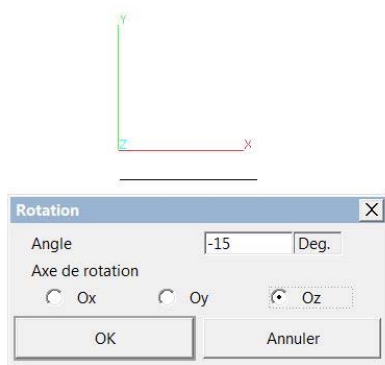 Y
Z X
Rotation X
Angle -15 Deg.
Axe de rotation
Ox Oy Oz
OK Annuler